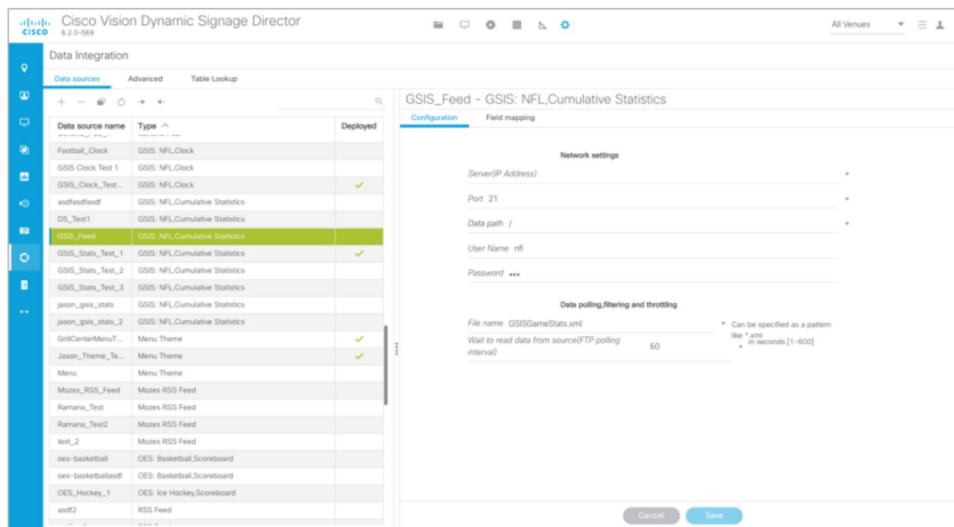 Cisco Vision Dynamic Signage Director
CISCO 6.2.0-569
All Venues
Data Integration
Data sources Advanced Table Lookup
Data source name Type Deployed
Football_Clock GSIS: NFL,Clock
GSIS Clock Test 1 GSIS: NFL,Clock
GSIS_Clock_Test... GSIS: NFL,Clock
asdfasdfasdf GSIS: NFL,Cumulative Statistics
DS_Test1 GSIS: NFL,Cumulative Statistics
GSIS_Feed GSIS: NFL,Cumulative Statistics
GSIS_Stats_Test_1 GSIS: NFL,Cumulative Statistics
GSIS_Stats_Test_2 GSIS: NFL,Cumulative Statistics
GSIS_Stats_Test_3 GSIS: NFL,Cumulative Statistics
jason_gsis_stats GSIS: NFL,Cumulative Statistics
jason_gsis_stats_2 GSIS: NFL,Cumulative Statistics
GrillCenterMenuT... Menu Theme
Jason_Theme_Te... Menu Theme
Menu Menu Theme
Mozes_RSS_Feed Mozes RSS Feed
Ramana_Test Mozes RSS Feed
Ramana_Test2 Mozes RSS Feed
test_2 Mozes RSS Feed
oes-basketball OES: Basketball,Scoreboard
oes-basketballasdf OES: Basketball,Scoreboard
OES_Hockey_1 OES: Ice Hockey,Scoreboard
asdf2 RSS Feed
GSIS_Feed - GSIS: NFL,Cumulative Statistics
Configuration Field mapping
Network settings
Server(IP Address) *
Port 21 *
Data path / *
User Name nfl
Password •••
Data polling,filtering and throttling
File name GSISGameStats.xml * Can be specified as a pattern
like *.xml
Wait to read data from source(FTP polling
interval) 60 * in seconds [1-600]
Cancel Save